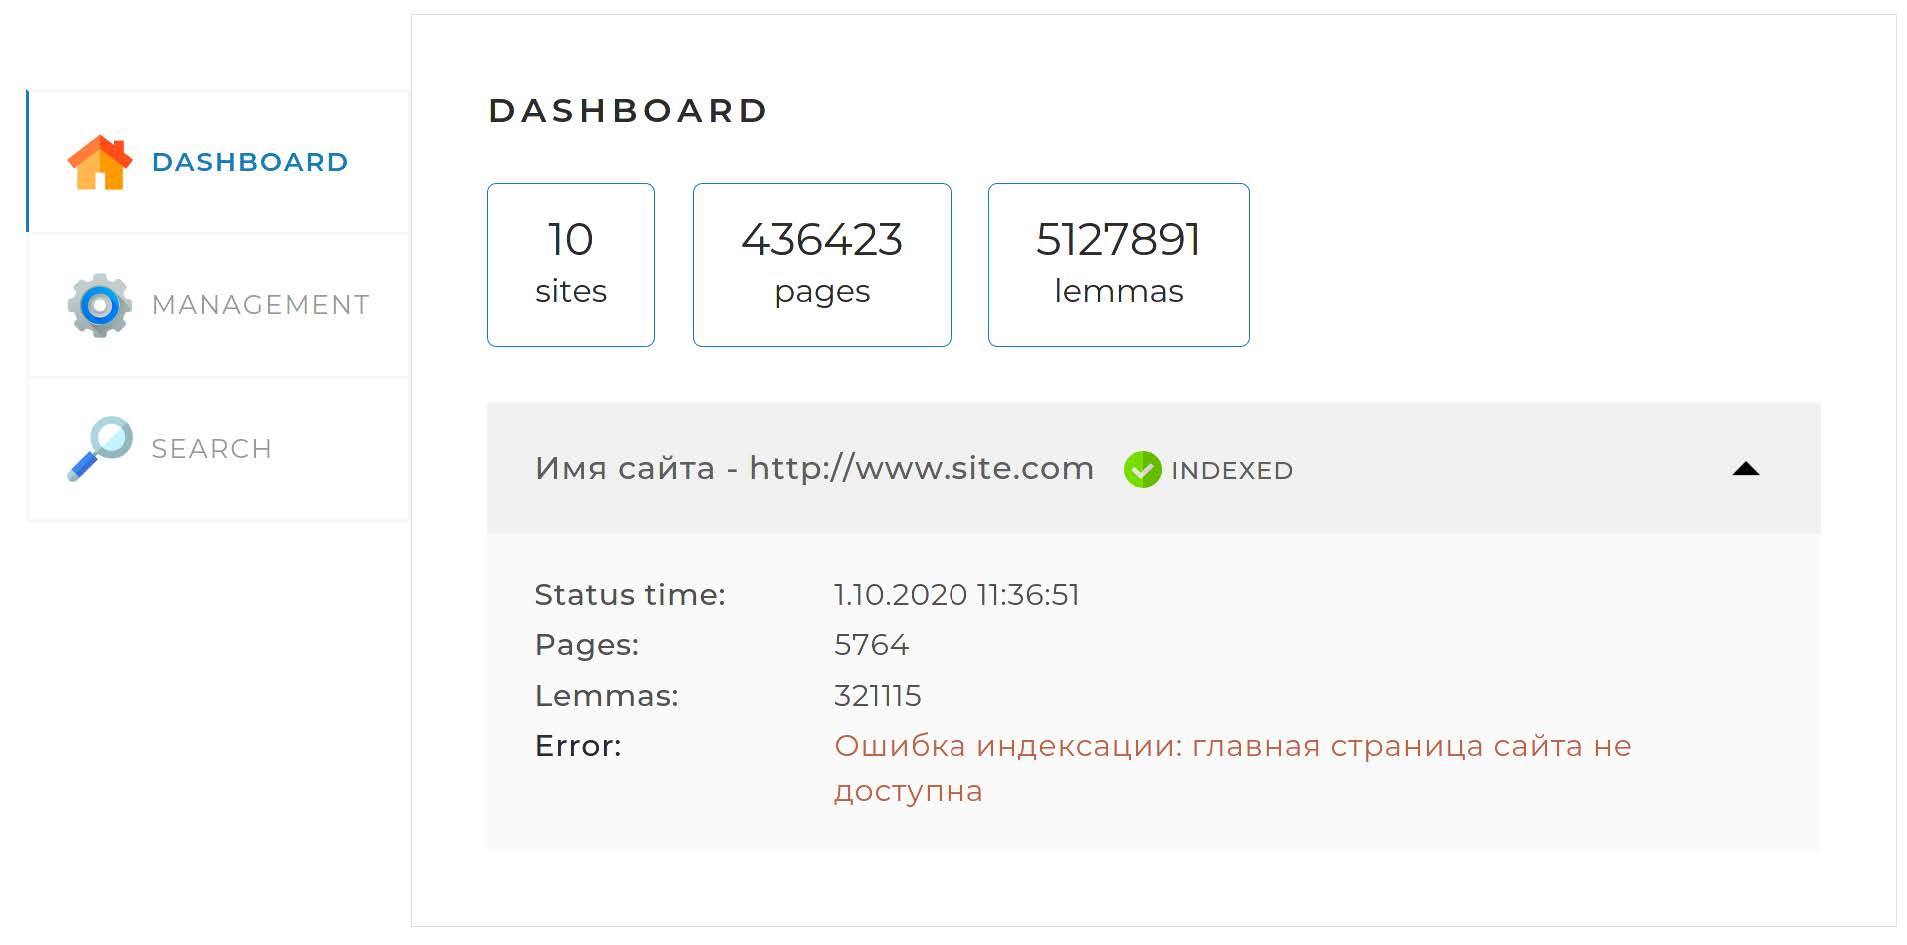 DASHBOARD
MANAGEMENT
SEARCH
DASHBOARD
10
sites
436423
pages
5127891
lemmas
Имя сайта - http://www.site.com INDEXED
Status time: 1.10.2020 11:36:51
Pages: 5764
Lemmas: 321115
Error: Ошибка индексации: главная страница сайта не
доступна